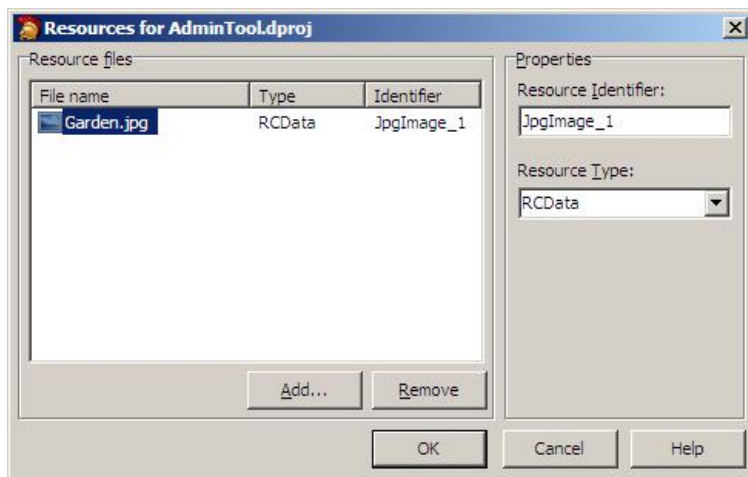 Resources for AdminTool.dproj
Resource files
File name Type Identifier
Garden.jpg RCData JpgImage_1
Add... Remove
Properties
Resource Identifier:
JpgImage_1
Resource Type:
RCData
OK Cancel Help